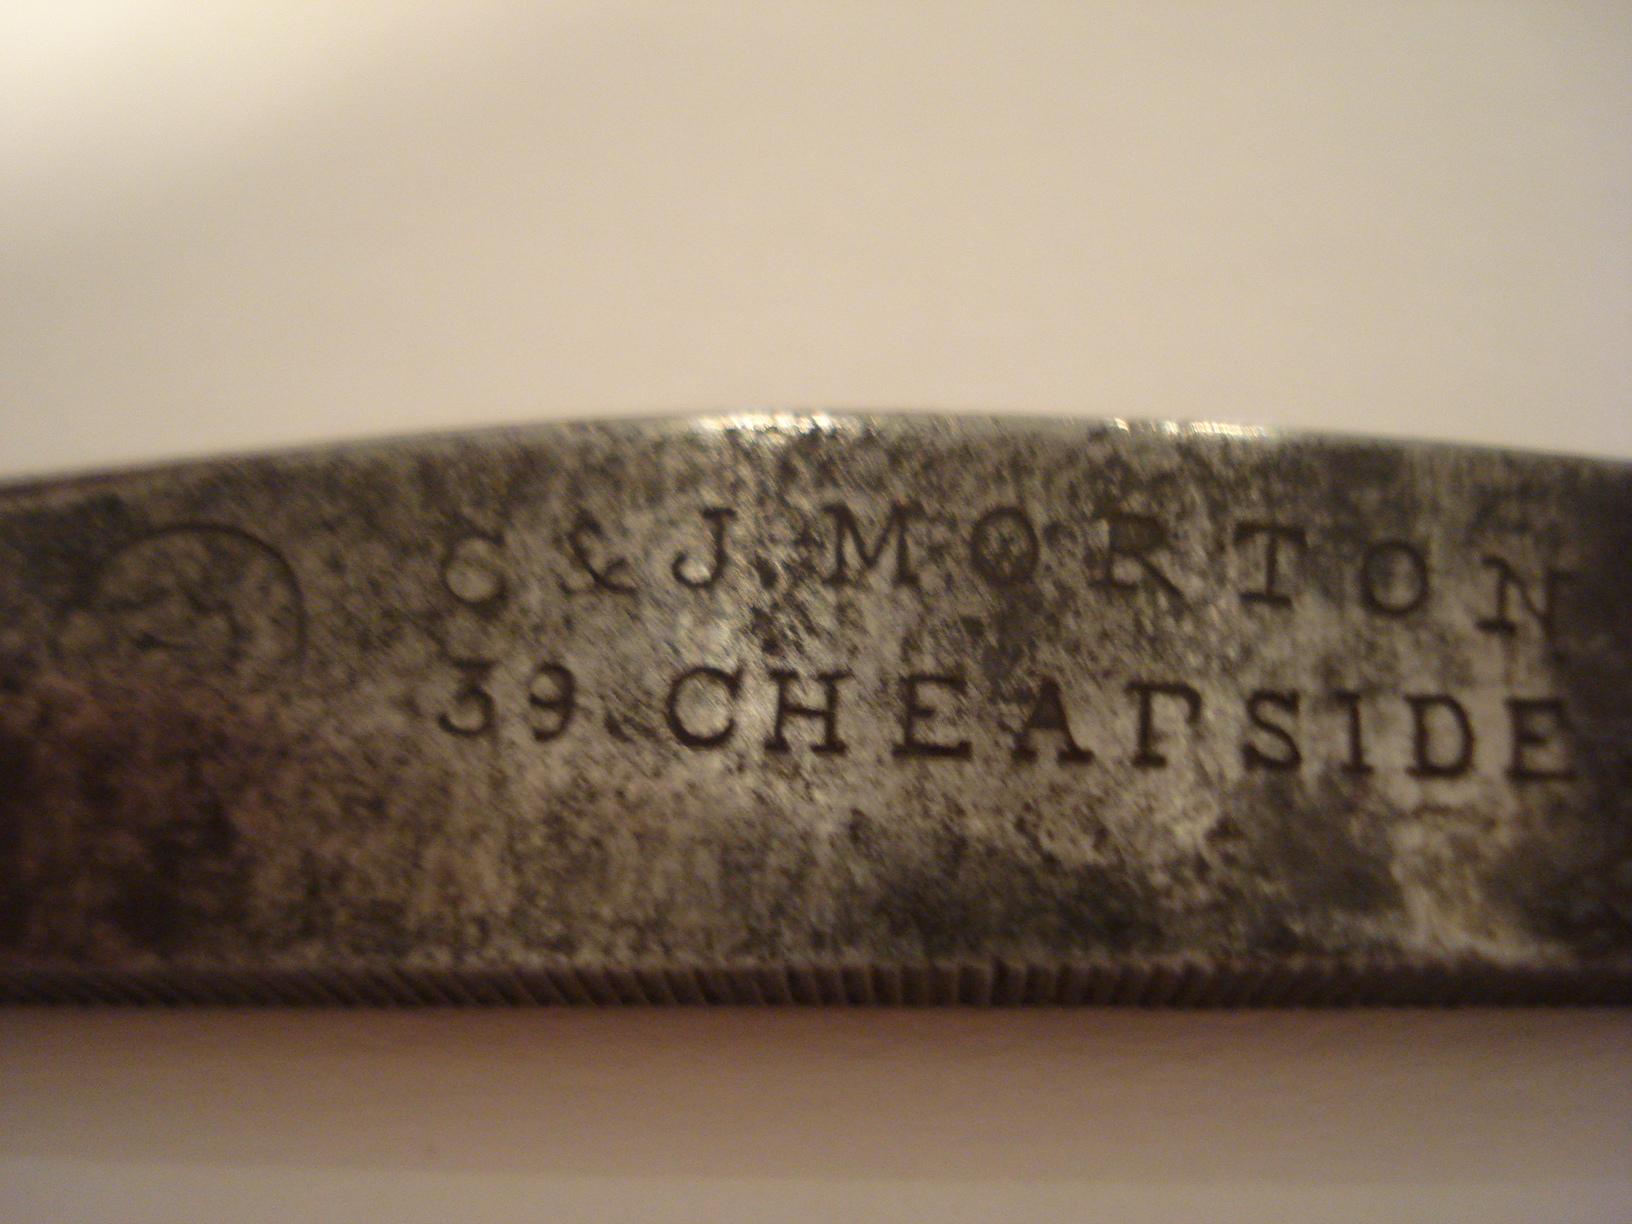 C & J. MORTON
39. CHEAPSIDE